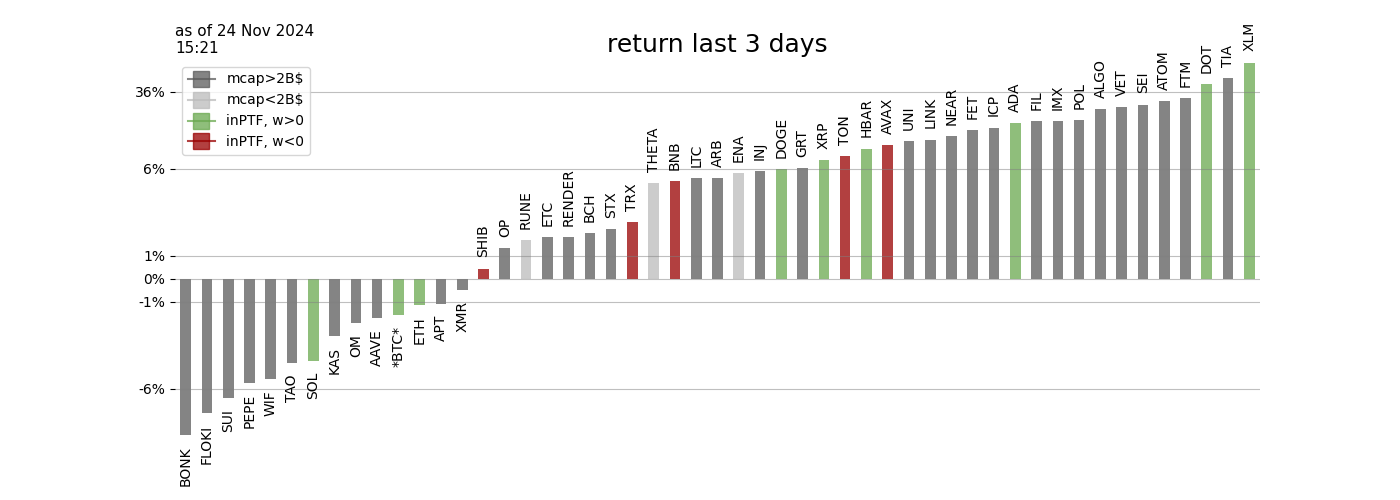 as of 24 Nov 2024
15:21
return last 3 days
mcap>2B$
mcap<2B$
inPTF, w>0
inPTF, w<0
36%
6%
1%
0%
-1%
-6%
BONK
FLOKI
SUI
PEPE
WIF
TAO
SOL
KAS
OM
AAVE
*BTC*
ETH
APT
XMR
SHIB
OP
RUNE
ETC
RENDER
BCH
STX
TRX
THETA
BNB
LTC
ARB
ENA
INJ
DOGE
GRT
XRP
TON
HBAR
AVAX
UNI
LINK
NEAR
FET
ICP
ADA
FIL
IMX
POL
ALGO
VET
SEI
ATOM
FTM
DOT
TIA
XLM